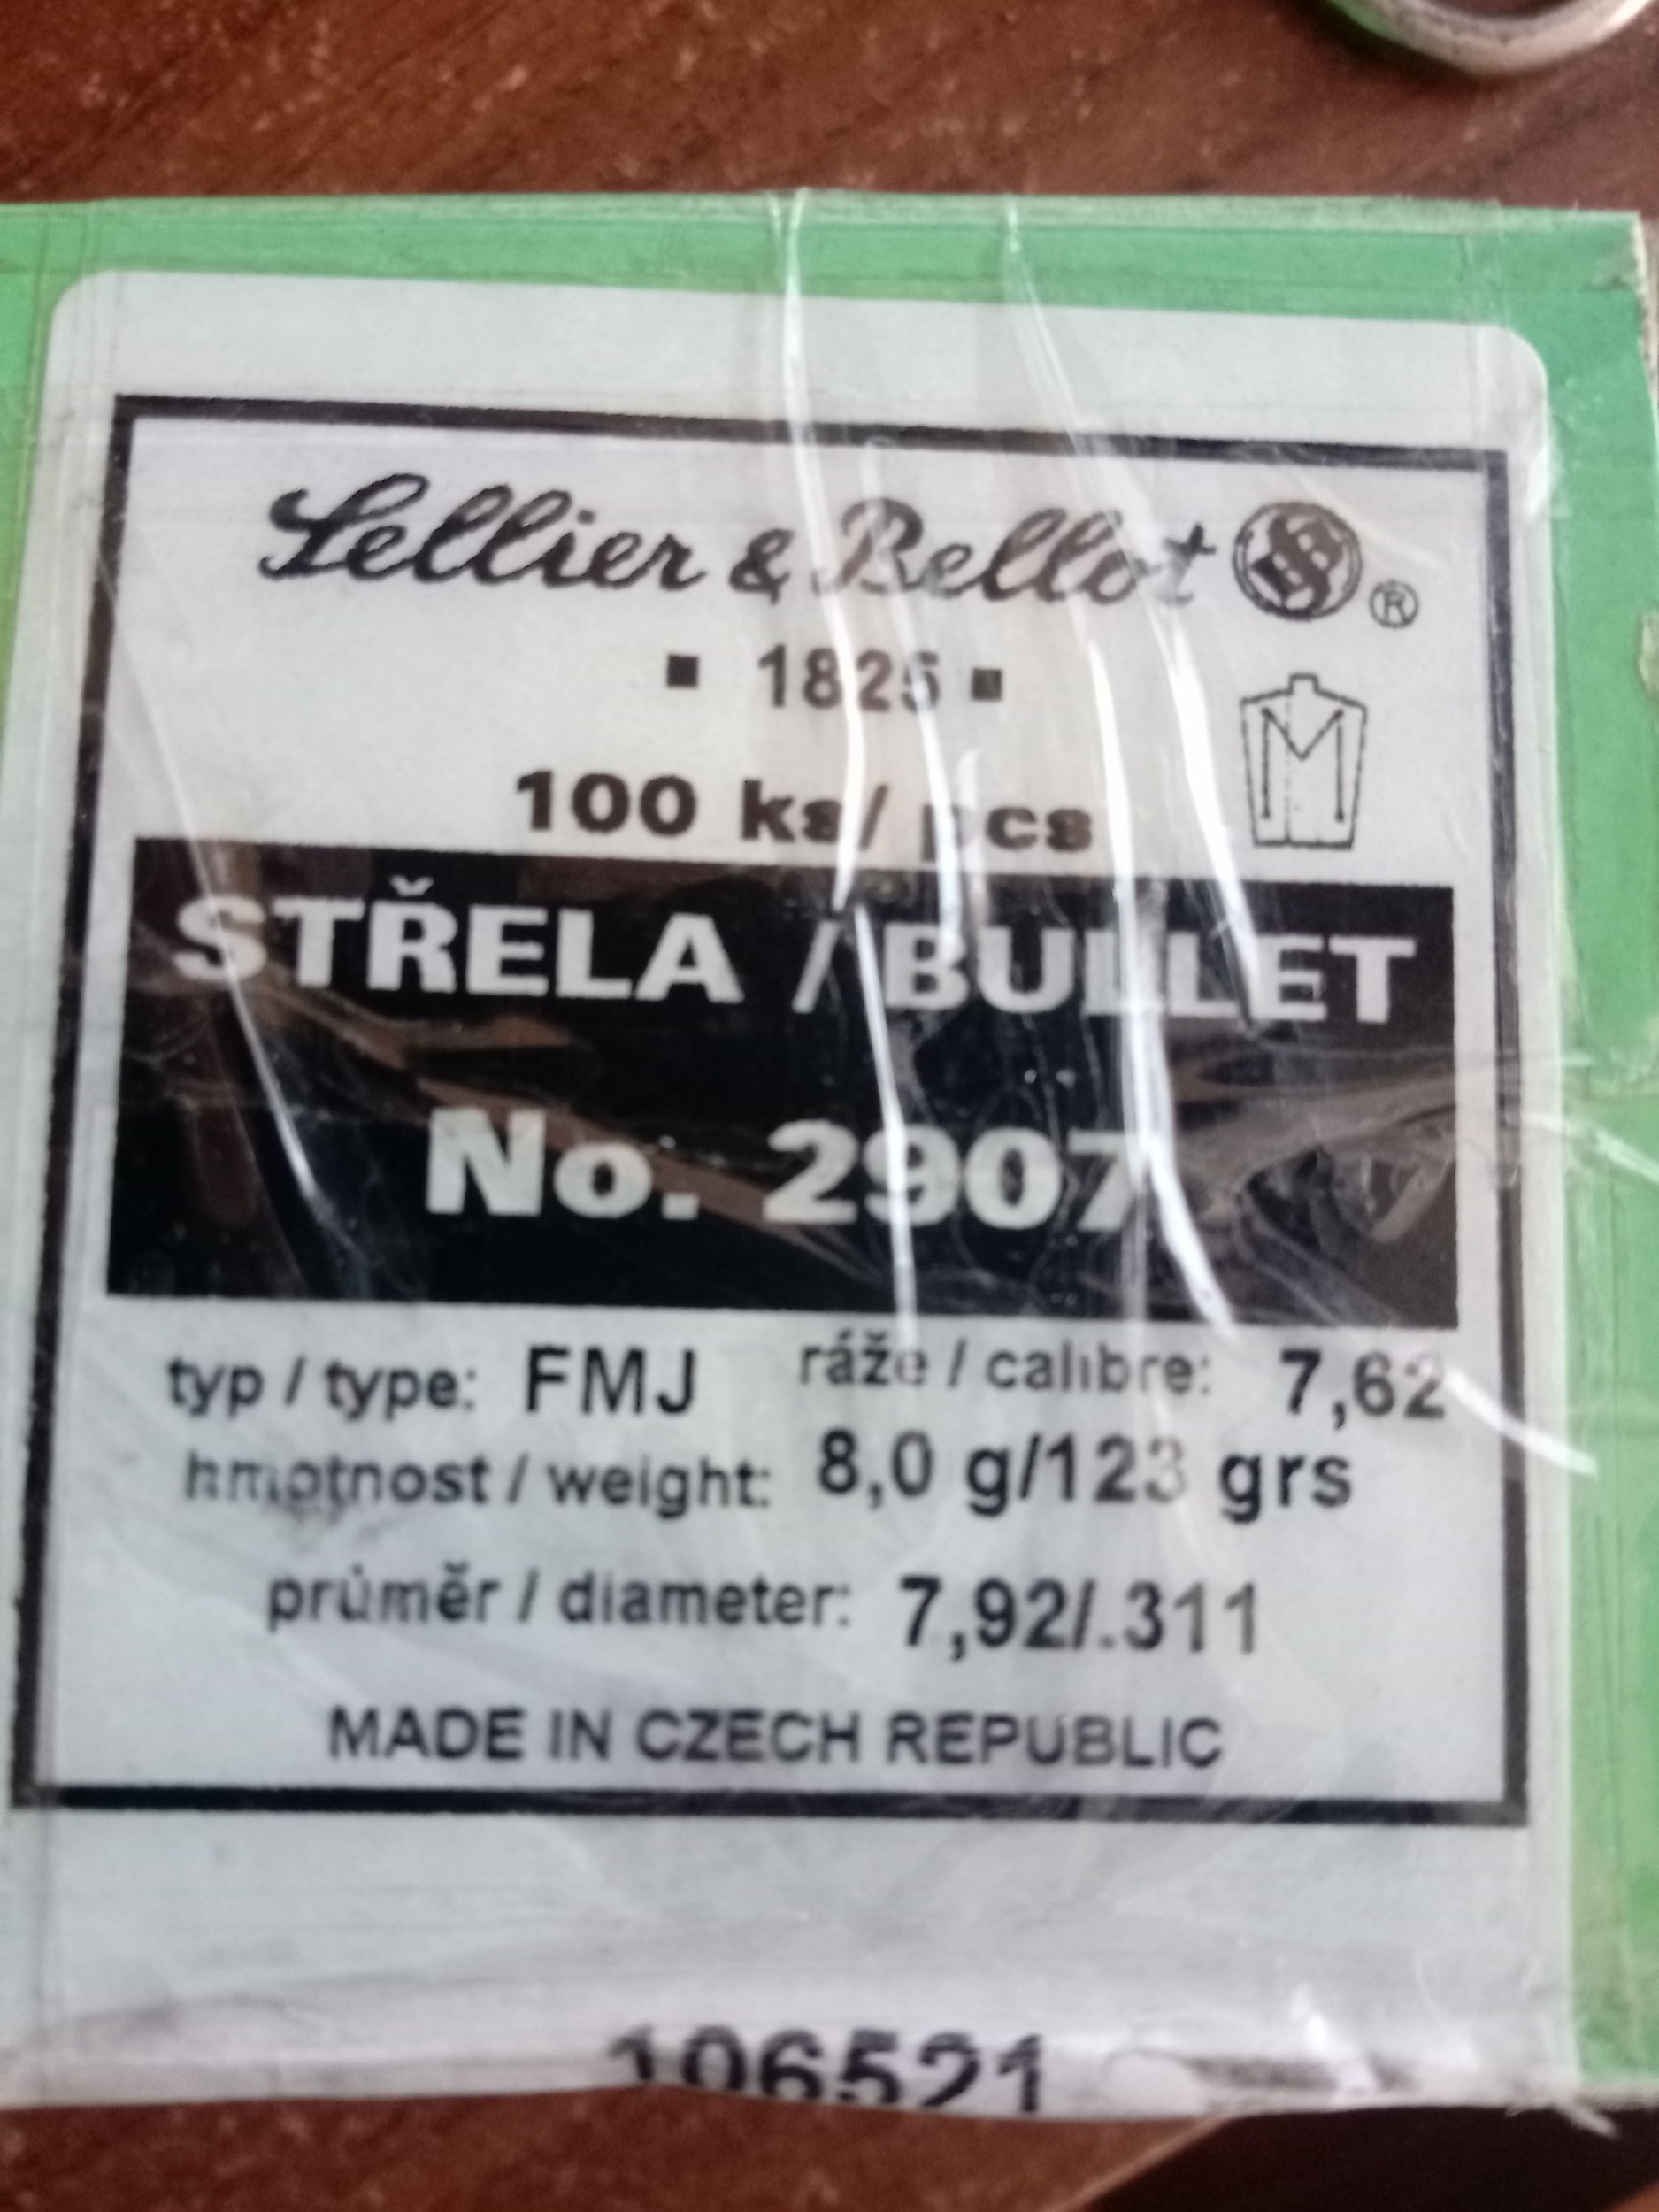 Sellier & Bellot ®
▪ 1825 ▪
M
100 ks/ pcs
STŘELA / BULLET
No. 2907
typ / type: FMJ ráže / calibre: 7,62
hmotnost / weight: 8,0 g/123 grs
průměr / diameter: 7,92/.311
MADE IN CZECH REPUBLIC
106521